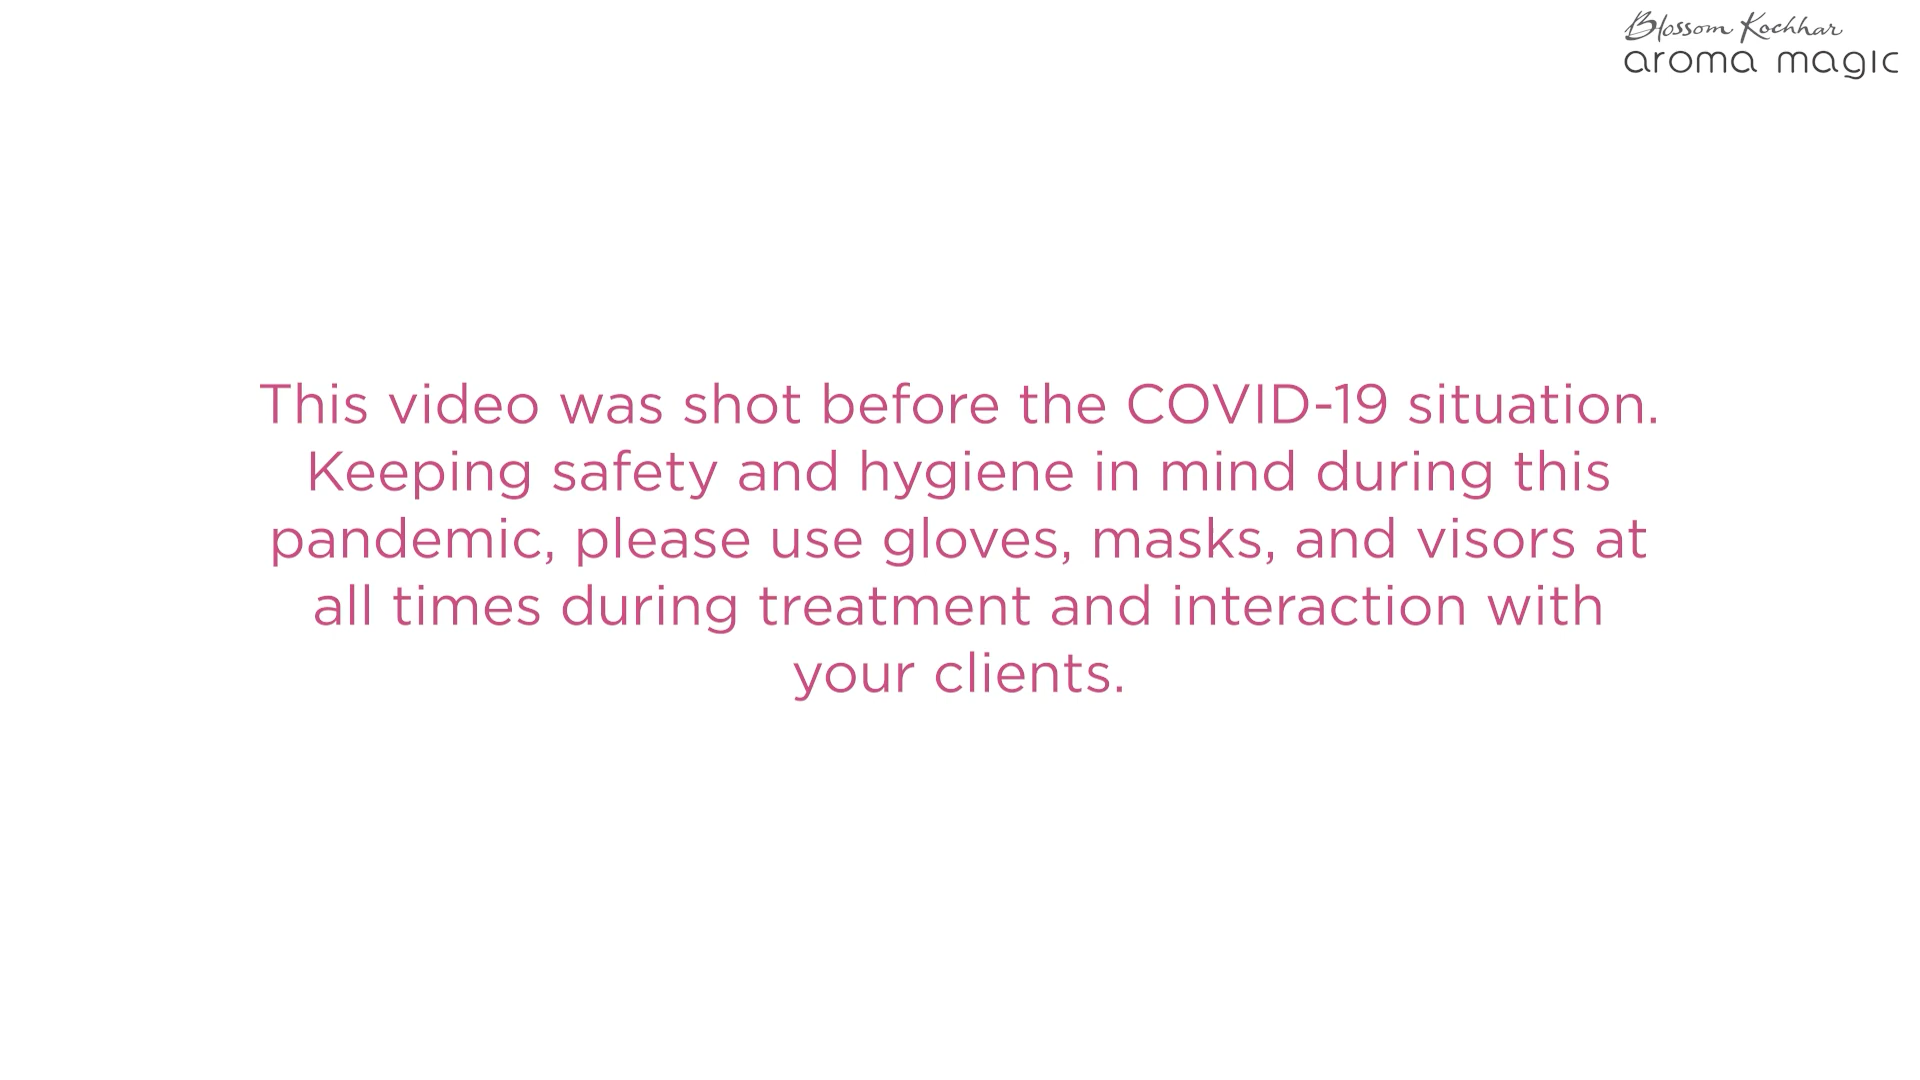 Blossom Kochhar
aroma magic
This video was shot before the COVID-19 situation.
Keeping safety and hygiene in mind during this
pandemic, please use gloves, masks, and visors at
all times during treatment and interaction with
your clients.